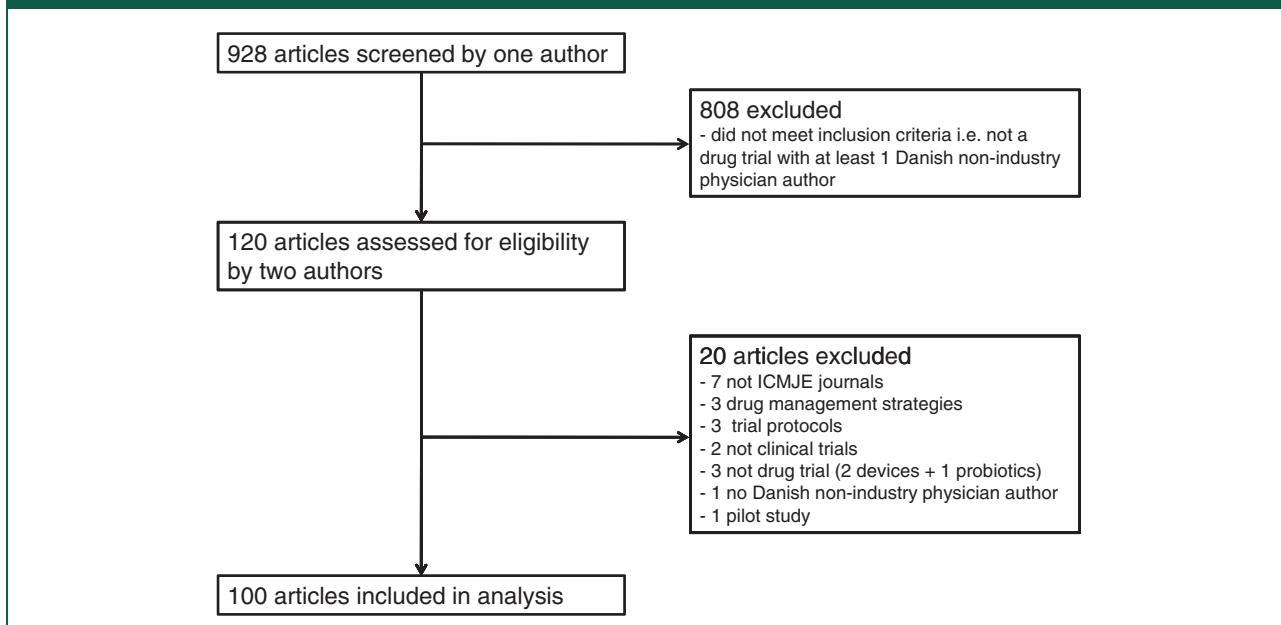 928 articles screened by one author
808 excluded
- did not meet inclusion criteria i.e. not a
drug trial with at least 1 Danish non-industry
physician author
120 articles assessed for eligibility
by two authors
20 articles excluded
- 7 not ICMJE journals
- 3 drug management strategies
- 3 trial protocols
- 2 not clinical trials
- 3 not drug trial (2 devices + 1 probiotics)
- 1 no Danish non-industry physician author
- 1 pilot study
100 articles included in analysis